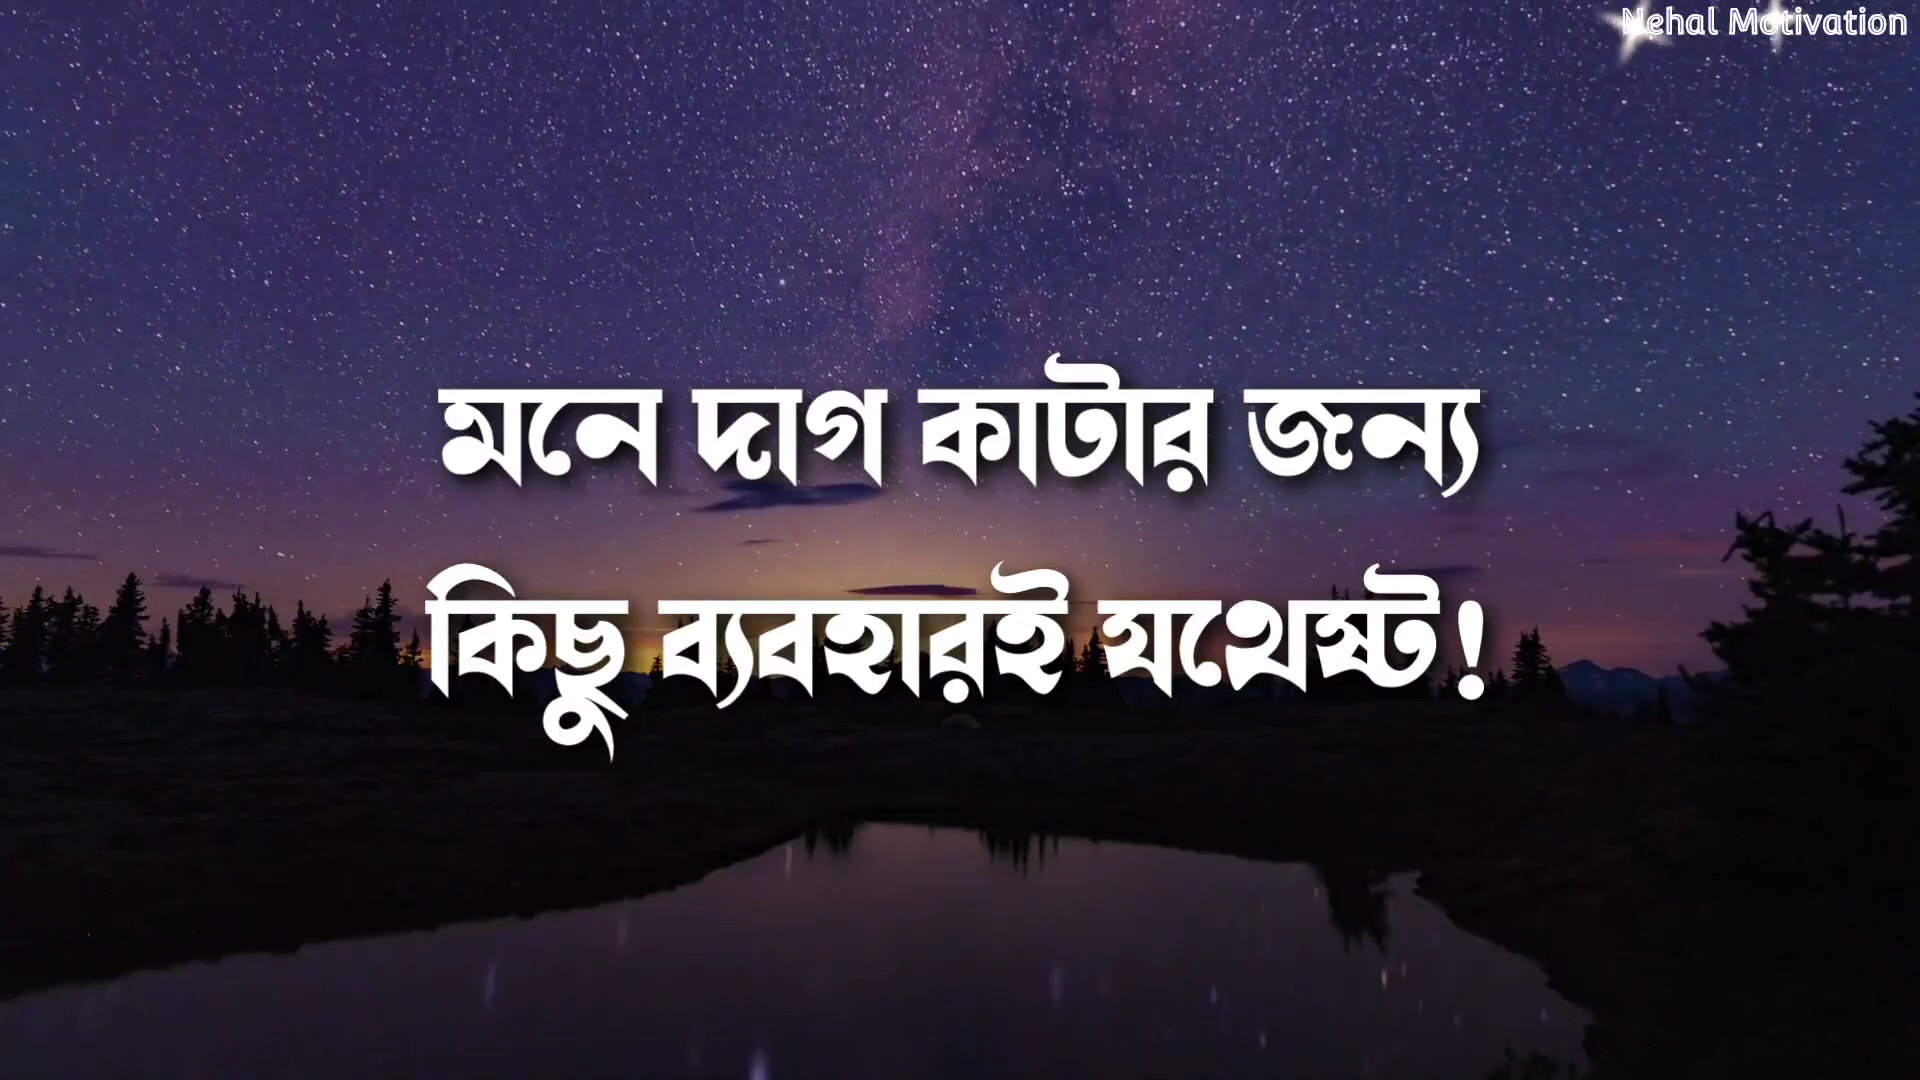 Nehal Motivation
মনে দাগ কাটার জন্য
কিছু ব্যবহারই যথেষ্ট!